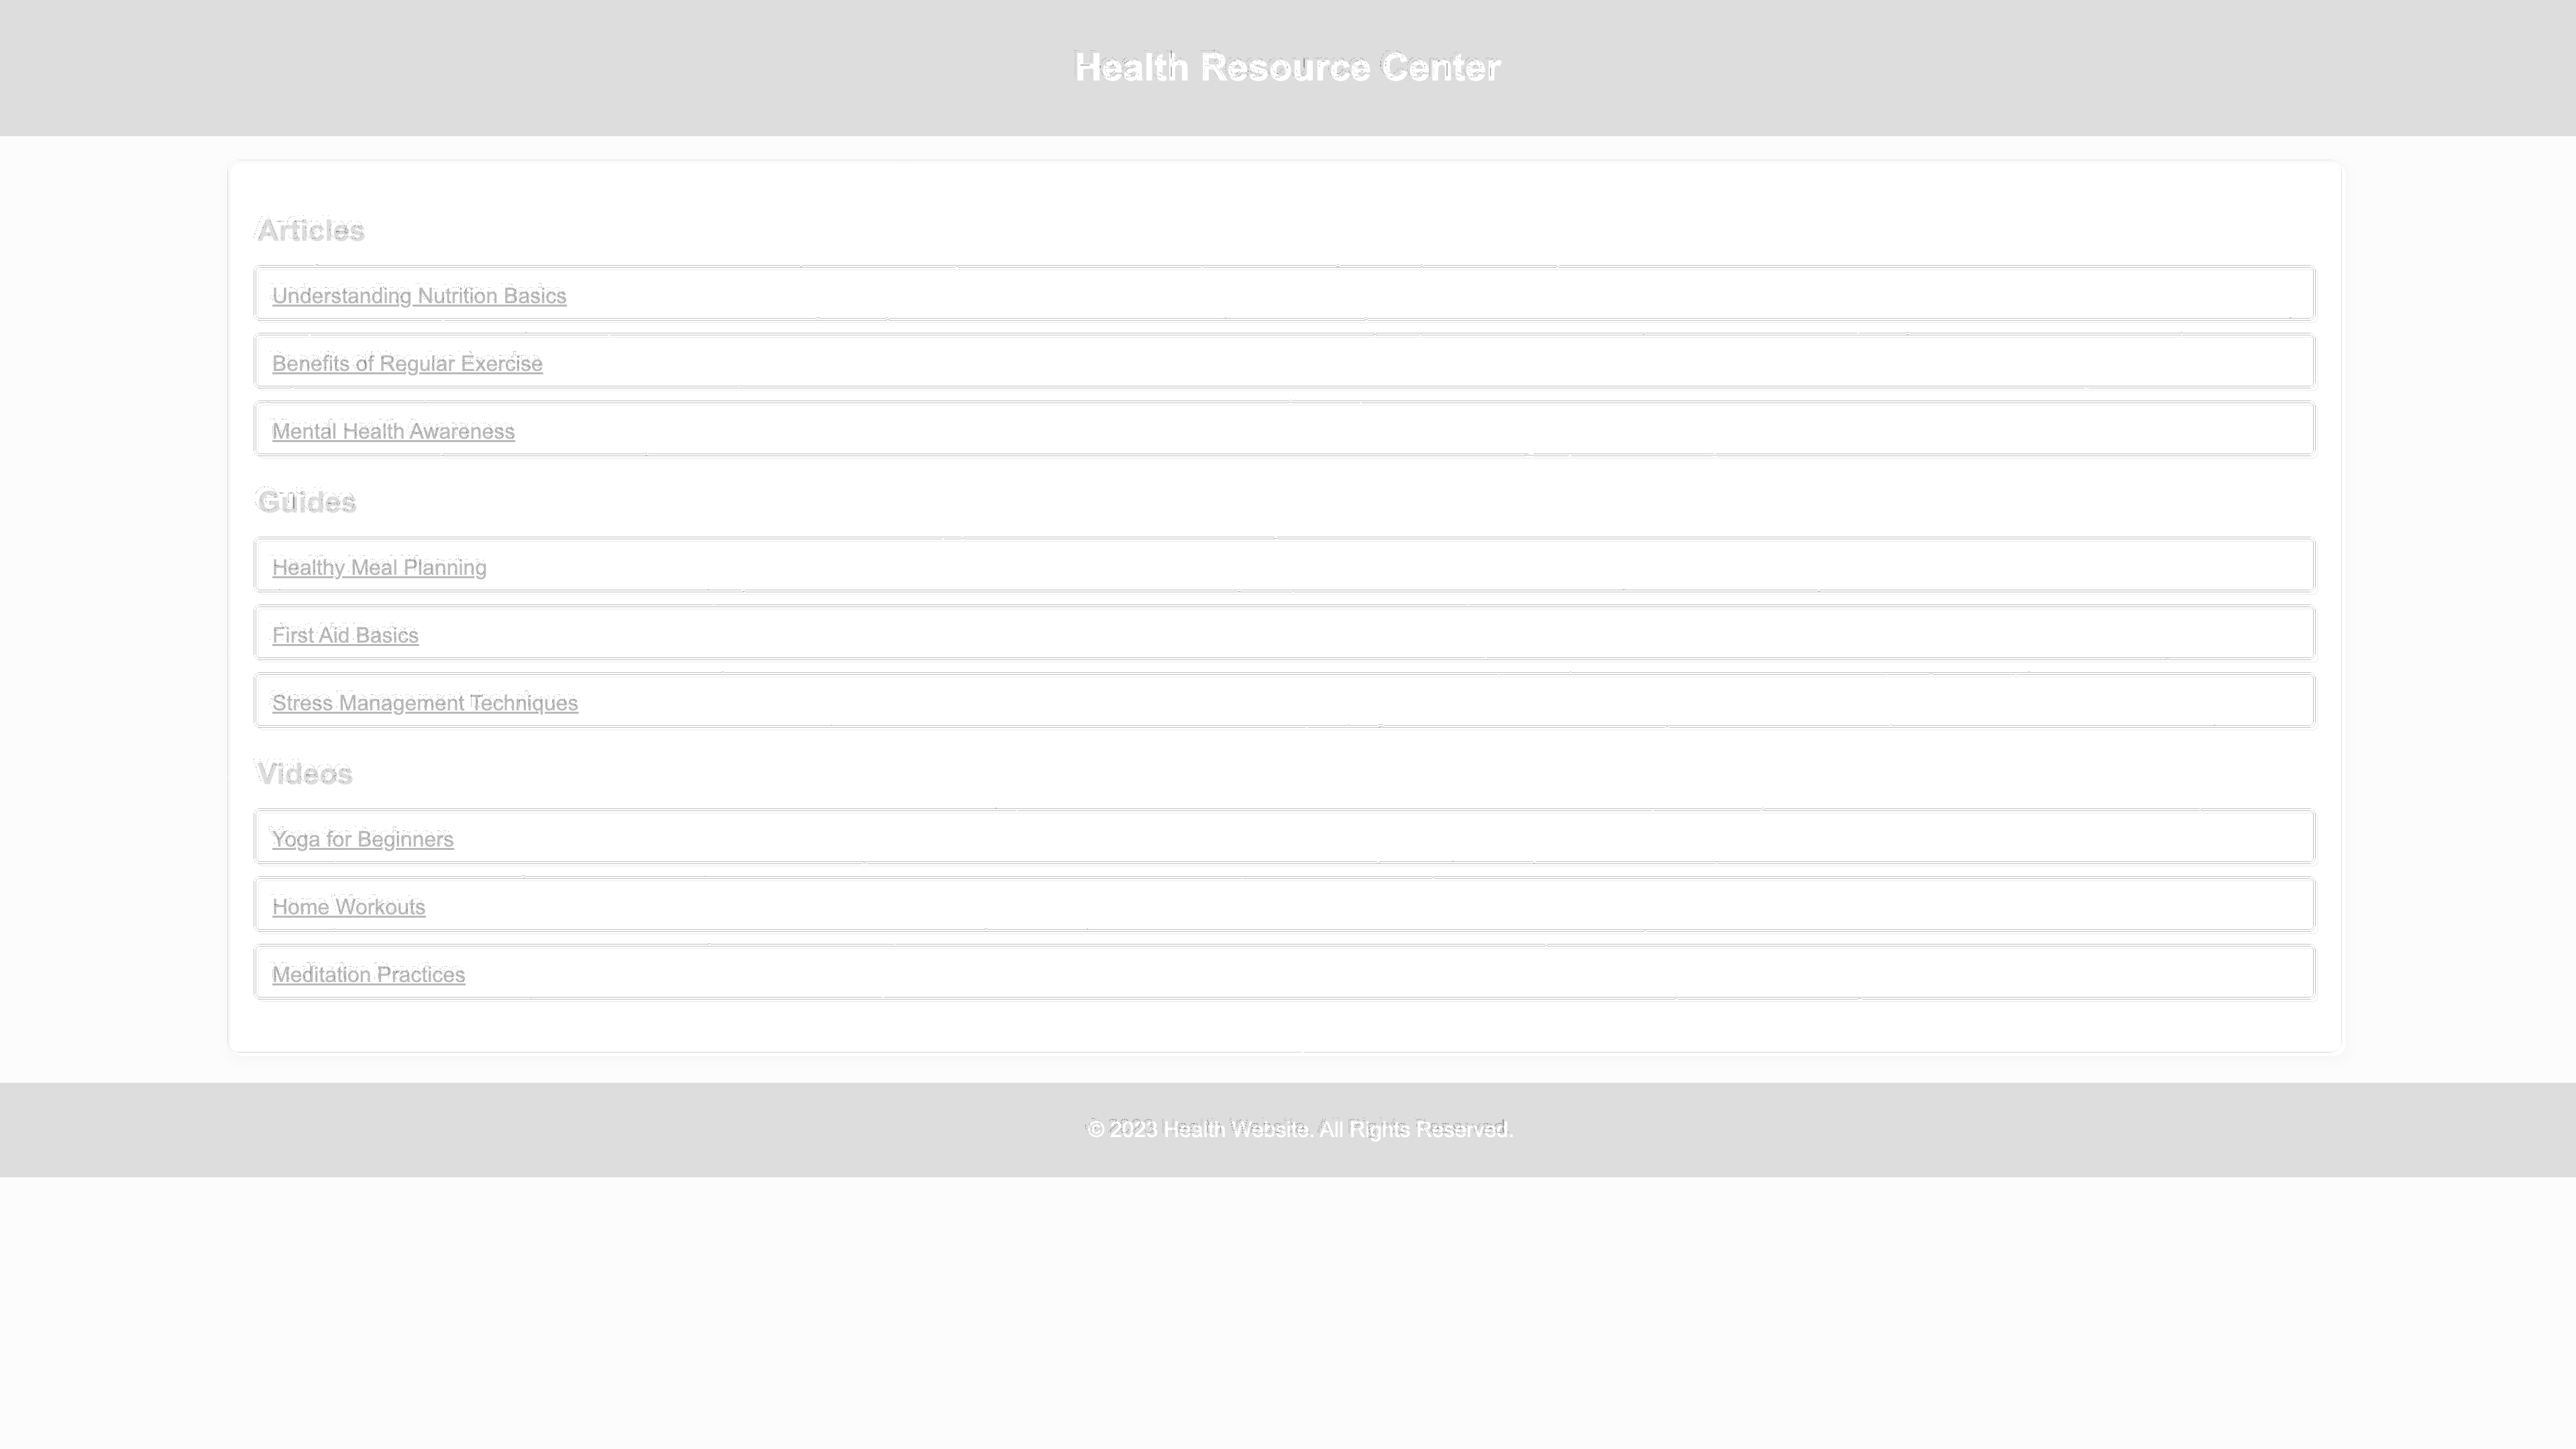 Health Resource Center
Articles
Understanding Nutrition Basics
Benefits of Regular Exercise
Mental Health Awareness
Guides
Healthy Meal Planning
First Aid Basics
Stress Management Techniques
Videos
Yoga for Beginners
Home Workouts
Meditation Practices
© 2023 Health Website. All Rights Reserved.